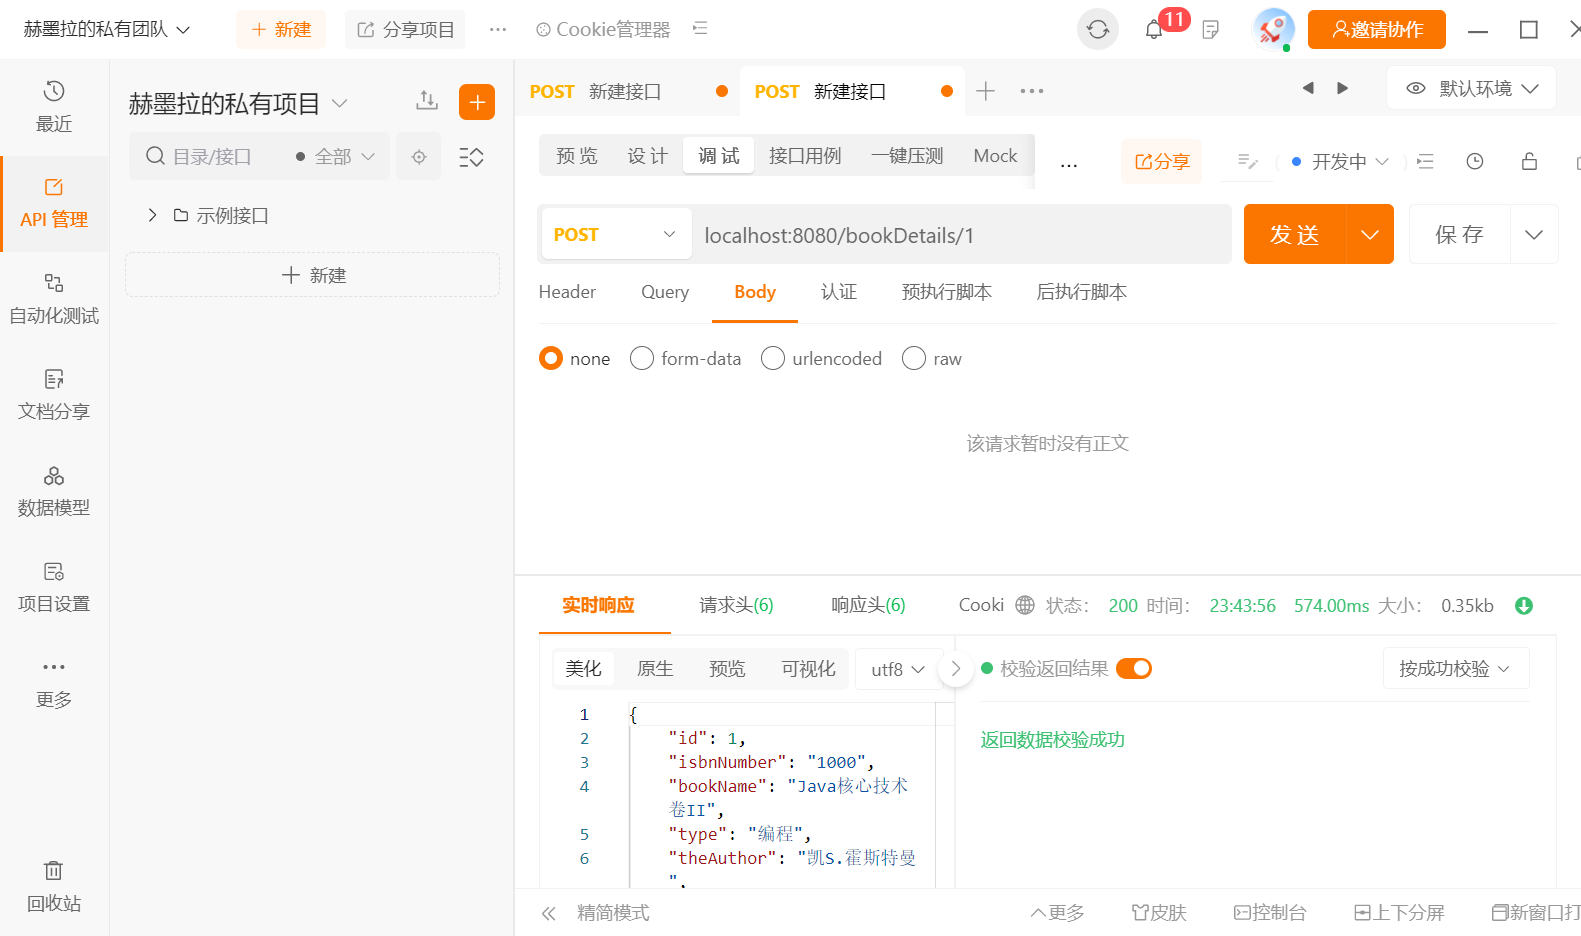 赫墨拉的私有团队
新建
分享项目
Cookie管理器
11
邀请协作
最近
API 管理
自动化测试
文档分享
数据模型
项目设置
更多
回收站
赫墨拉的私有项目
目录/接口
全部
示例接口
新建
POST 新建接口
POST 新建接口
默认环境
预览 设计 调试 接口用例 一键压测 Mock
...
分享
开发中
POST
localhost:8080/bookDetails/1
发送
保存
Header Query Body 认证 预执行脚本 后执行脚本
none form-data urlencoded raw
该请求暂时没有正文
实时响应 请求头(6) 响应头(6) Cooki 状态: 200 时间: 23:43:56 574.00ms 大小: 0.35kb
美化 原生 预览 可视化 utf8
校验返回结果
按成功校验
返回数据校验成功
1 {
2 "id": 1,
3 "isbnNumber": "1000",
4 "bookName": "Java核心技术
卷II",
5 "type": "编程",
6 "theAuthor": "凯S.霍斯特曼
",
精简模式
更多
皮肤
控制台
上下分屏
新窗口打